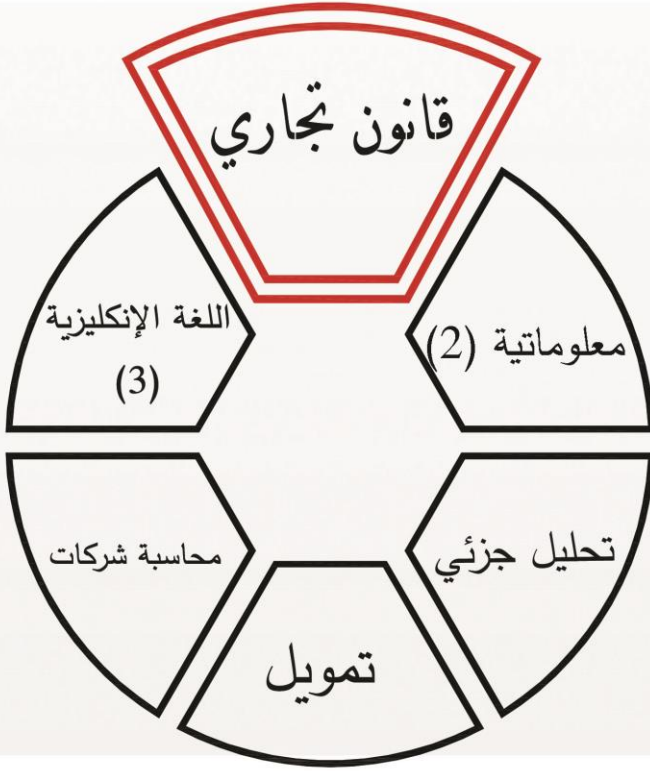 قانون تجاري
معلوماتية (2)
اللغة الإنكليزية
(3)
تحليل جزئي
محاسبة شركات
تمويل